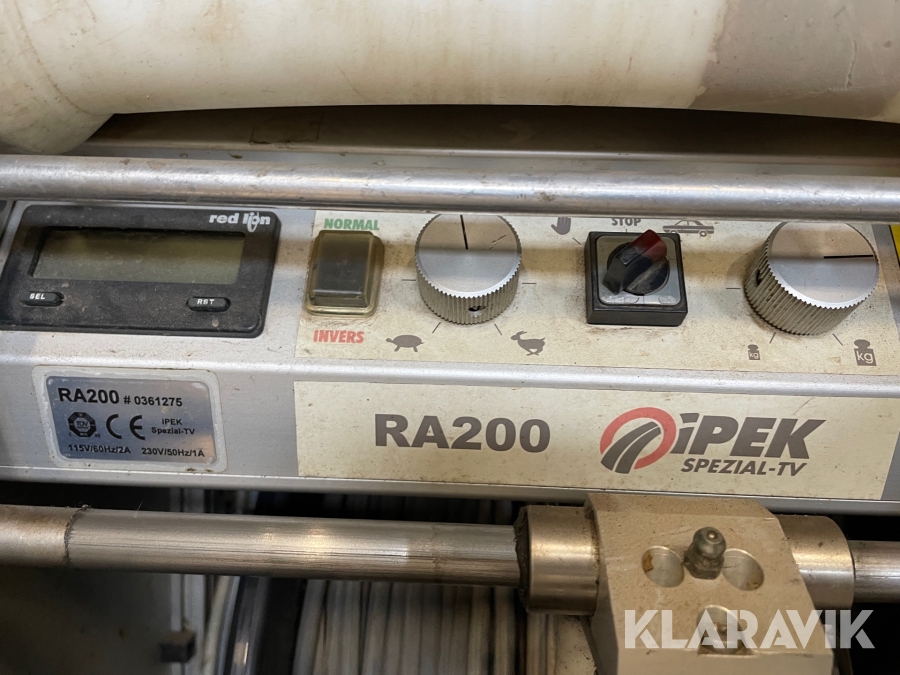 red lion
SEL
RST
NORMAL
INVERS
STOP
kg
kg
RA200 # 0361275
CE
IPEK
Spezial-TV
115V/60Hz/2A 230V/50Hz/1A
RA200
iPEK
SPEZIAL-TV
KLARAVIK